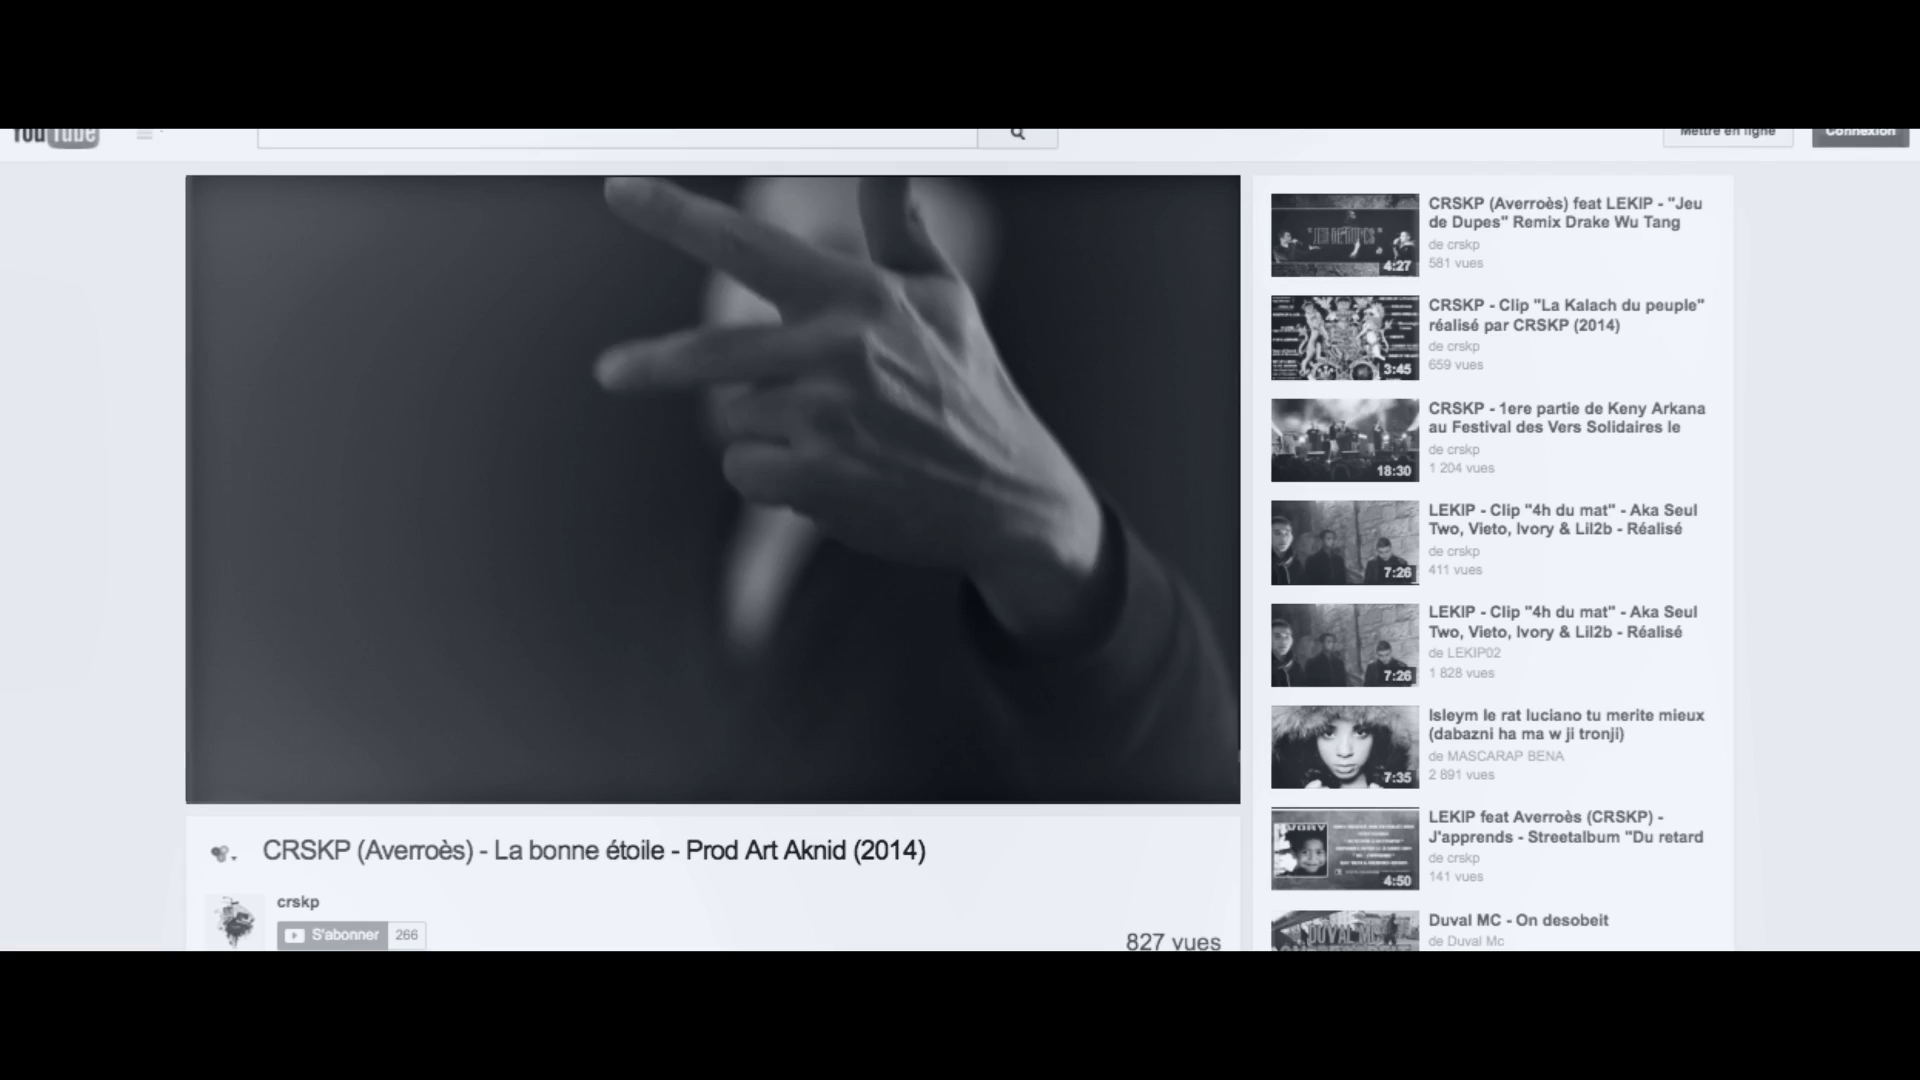 YouTube
Mettre en ligne
Connexion
CRSKP (Averroès) feat LEKIP - "Jeu
de Dupes" Remix Drake Wu Tang
de crskp
581 vues
"JEU DE DUPES"
4:27
CRSKP - Clip "La Kalach du peuple"
réalisé par CRSKP (2014)
de crskp
659 vues
3:45
CRSKP - 1ere partie de Keny Arkana
au Festival des Vers Solidaires le
de crskp
1 204 vues
18:30
LEKIP - Clip "4h du mat" - Aka Seul
Two, Vieto, Ivory & Lil2b - Réalisé
de crskp
411 vues
7:26
LEKIP - Clip "4h du mat" - Aka Seul
Two, Vieto, Ivory & Lil2b - Réalisé
de LEKIP02
1 828 vues
7:26
Isleym le rat luciano tu merite mieux
(dabazni ha ma w ji tronji)
de MASCARAP BENA
2 891 vues
7:35
LEKIP feat Averroès (CRSKP) -
J'apprends - Streetalbum "Du retard
de crskp
141 vues
IVORY
4:50
Duval MC - On desobeit
de Duval Mc
DUVAL MC
CRSKP (Averroès) - La bonne étoile - Prod Art Aknid (2014)
crskp
S'abonner 266
827 vues